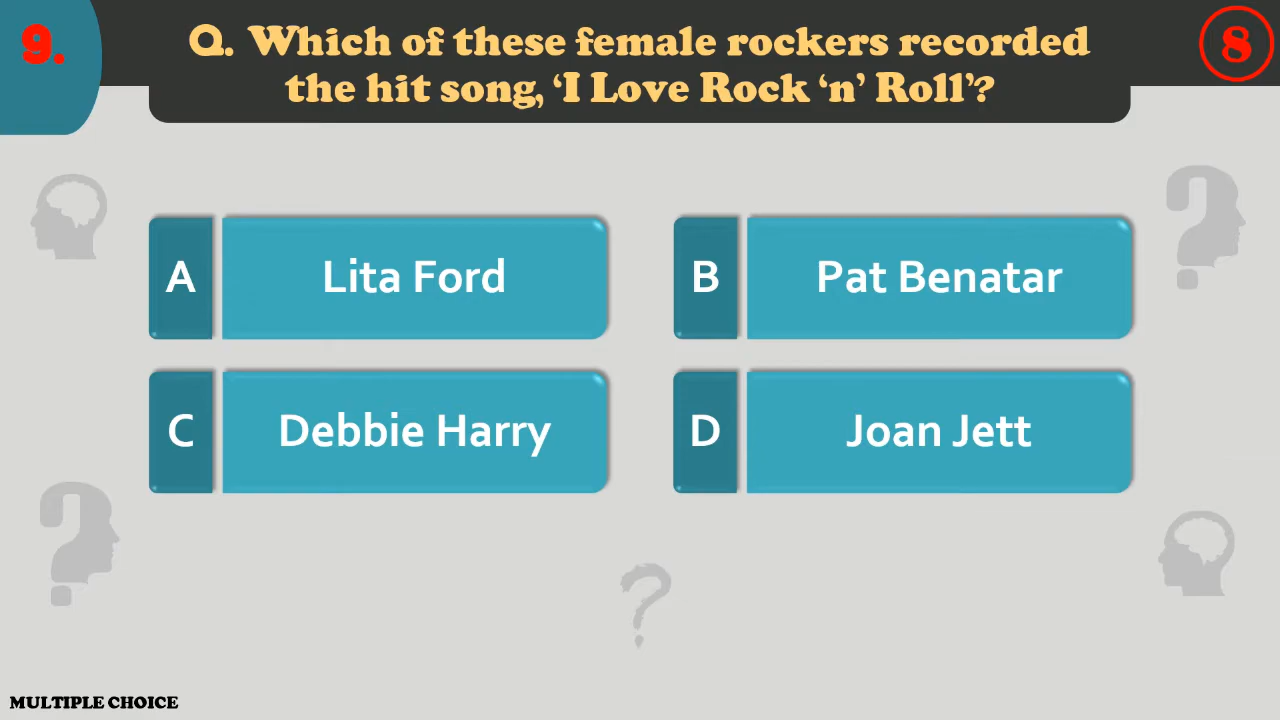 9.
Q. Which of these female rockers recorded
the hit song, ‘I Love Rock ‘n’ Roll’?
8
A Lita Ford
B Pat Benatar
C Debbie Harry
D Joan Jett
MULTIPLE CHOICE